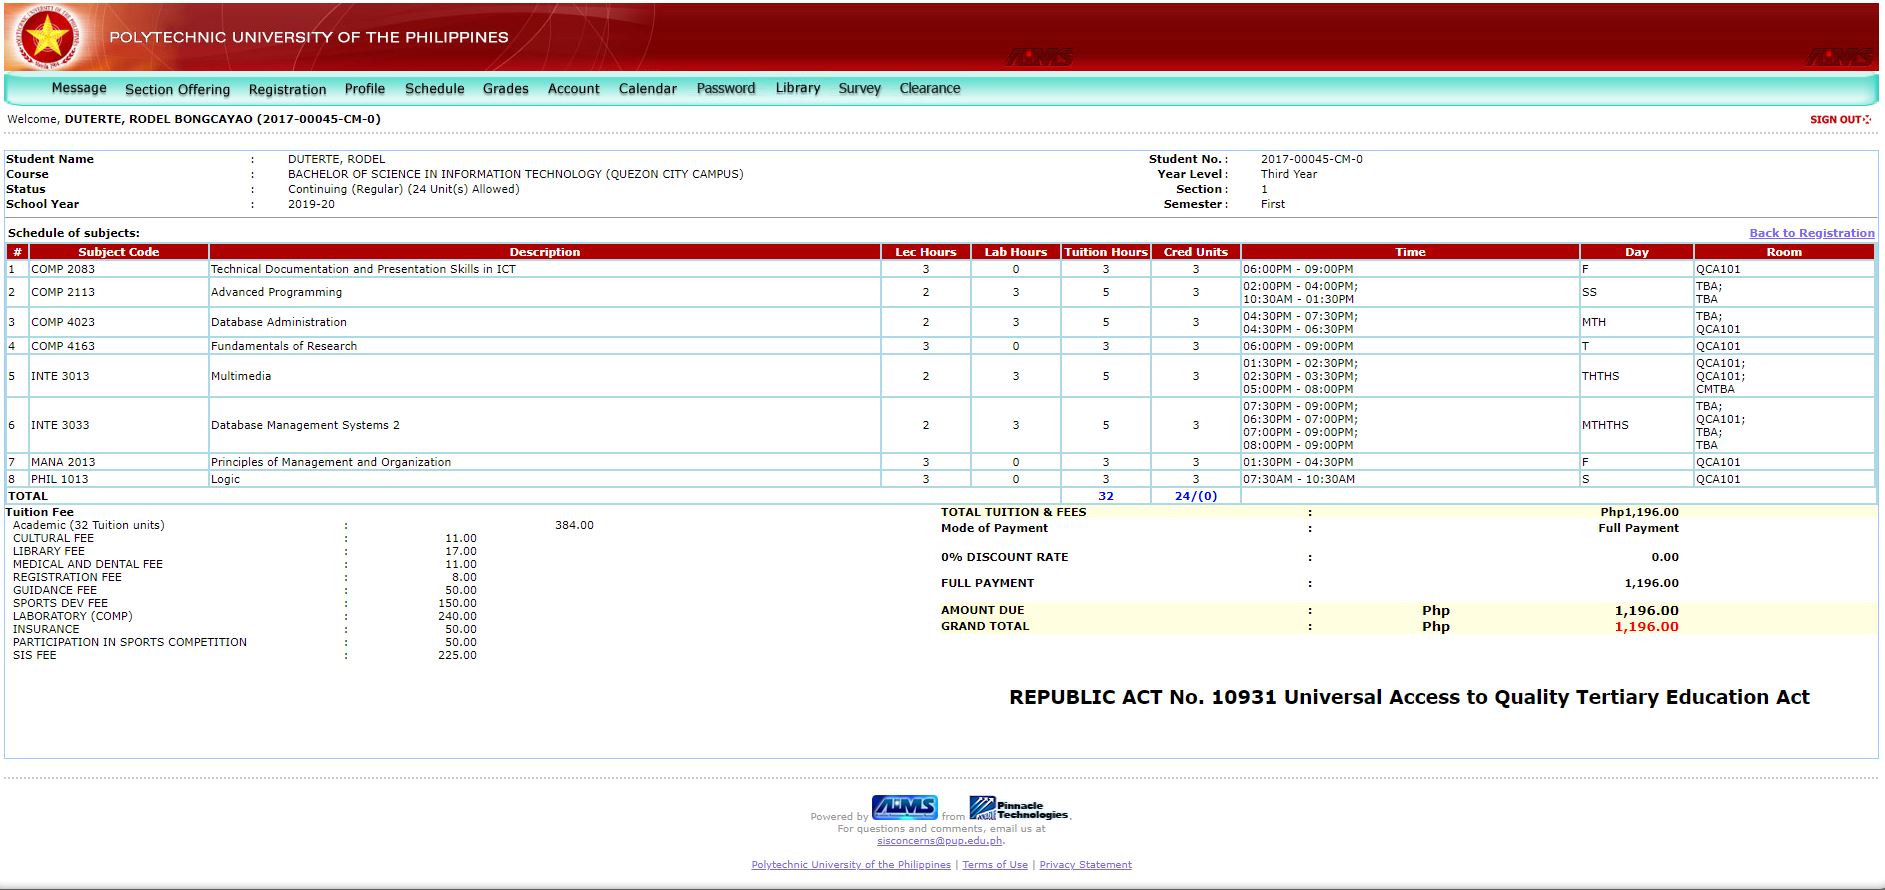 POLYTECHNIC UNIVERSITY OF THE PHILIPPINES
AIMS AIMS
Message Section Offering Registration Profile Schedule Grades Account Calendar Password Library Survey Clearance
Welcome, DUTERTE, RODEL BONGCAYAO (2017-00045-CM-0) SIGN OUT
Student Name : DUTERTE, RODEL Student No. : 2017-00045-CM-0
Course : BACHELOR OF SCIENCE IN INFORMATION TECHNOLOGY (QUEZON CITY CAMPUS) Year Level : Third Year
Status : Continuing (Regular) (24 Unit(s) Allowed) Section : 1
School Year : 2019-20 Semester : First
Schedule of subjects: Back to Registration
# Subject Code Description Lec Hours Lab Hours Tuition Hours Cred Units Time Day Room
1 COMP 2083 Technical Documentation and Presentation Skills in ICT 3 0 3 3 06:00PM - 09:00PM F QCA101
2 COMP 2113 Advanced Programming 2 3 5 3 02:00PM - 04:00PM; SS TBA;
10:30AM - 01:30PM TBA
3 COMP 4023 Database Administration 2 3 5 3 04:30PM - 07:30PM; MTH TBA;
04:30PM - 06:30PM QCA101
4 COMP 4163 Fundamentals of Research 3 0 3 3 06:00PM - 09:00PM T QCA101
01:30PM - 02:30PM; QCA101;
5 INTE 3013 Multimedia 2 3 5 3 02:30PM - 03:30PM; THTHS QCA101;
05:00PM - 08:00PM CMTBA
07:30PM - 09:00PM; TBA;
06:30PM - 07:00PM; QCA101;
6 INTE 3033 Database Management Systems 2 2 3 5 3 07:00PM - 09:00PM; MTHTHS TBA;
08:00PM - 09:00PM TBA
7 MANA 2013 Principles of Management and Organization 3 0 3 3 01:30PM - 04:30PM F QCA101
8 PHIL 1013 Logic 3 0 3 3 07:30AM - 10:30AM S QCA101
TOTAL 32 24/(0)
Tuition Fee TOTAL TUITION & FEES : Php1,196.00
Academic (32 Tuition units) : 384.00 Mode of Payment : Full Payment
CULTURAL FEE : 11.00
LIBRARY FEE : 17.00 0% DISCOUNT RATE : 0.00
MEDICAL AND DENTAL FEE : 11.00
REGISTRATION FEE : 8.00 FULL PAYMENT : 1,196.00
GUIDANCE FEE : 50.00
SPORTS DEV FEE : 150.00 AMOUNT DUE : Php 1,196.00
LABORATORY (COMP) : 240.00
INSURANCE : 50.00 GRAND TOTAL : Php 1,196.00
PARTICIPATION IN SPORTS COMPETITION : 50.00
SIS FEE : 225.00
REPUBLIC ACT No. 10931 Universal Access to Quality Tertiary Education Act
Powered by AIMS from Pinnacle Technologies.
For questions and comments, email us at
sisconcerns@pup.edu.ph.
Polytechnic University of the Philippines | Terms of Use | Privacy Statement